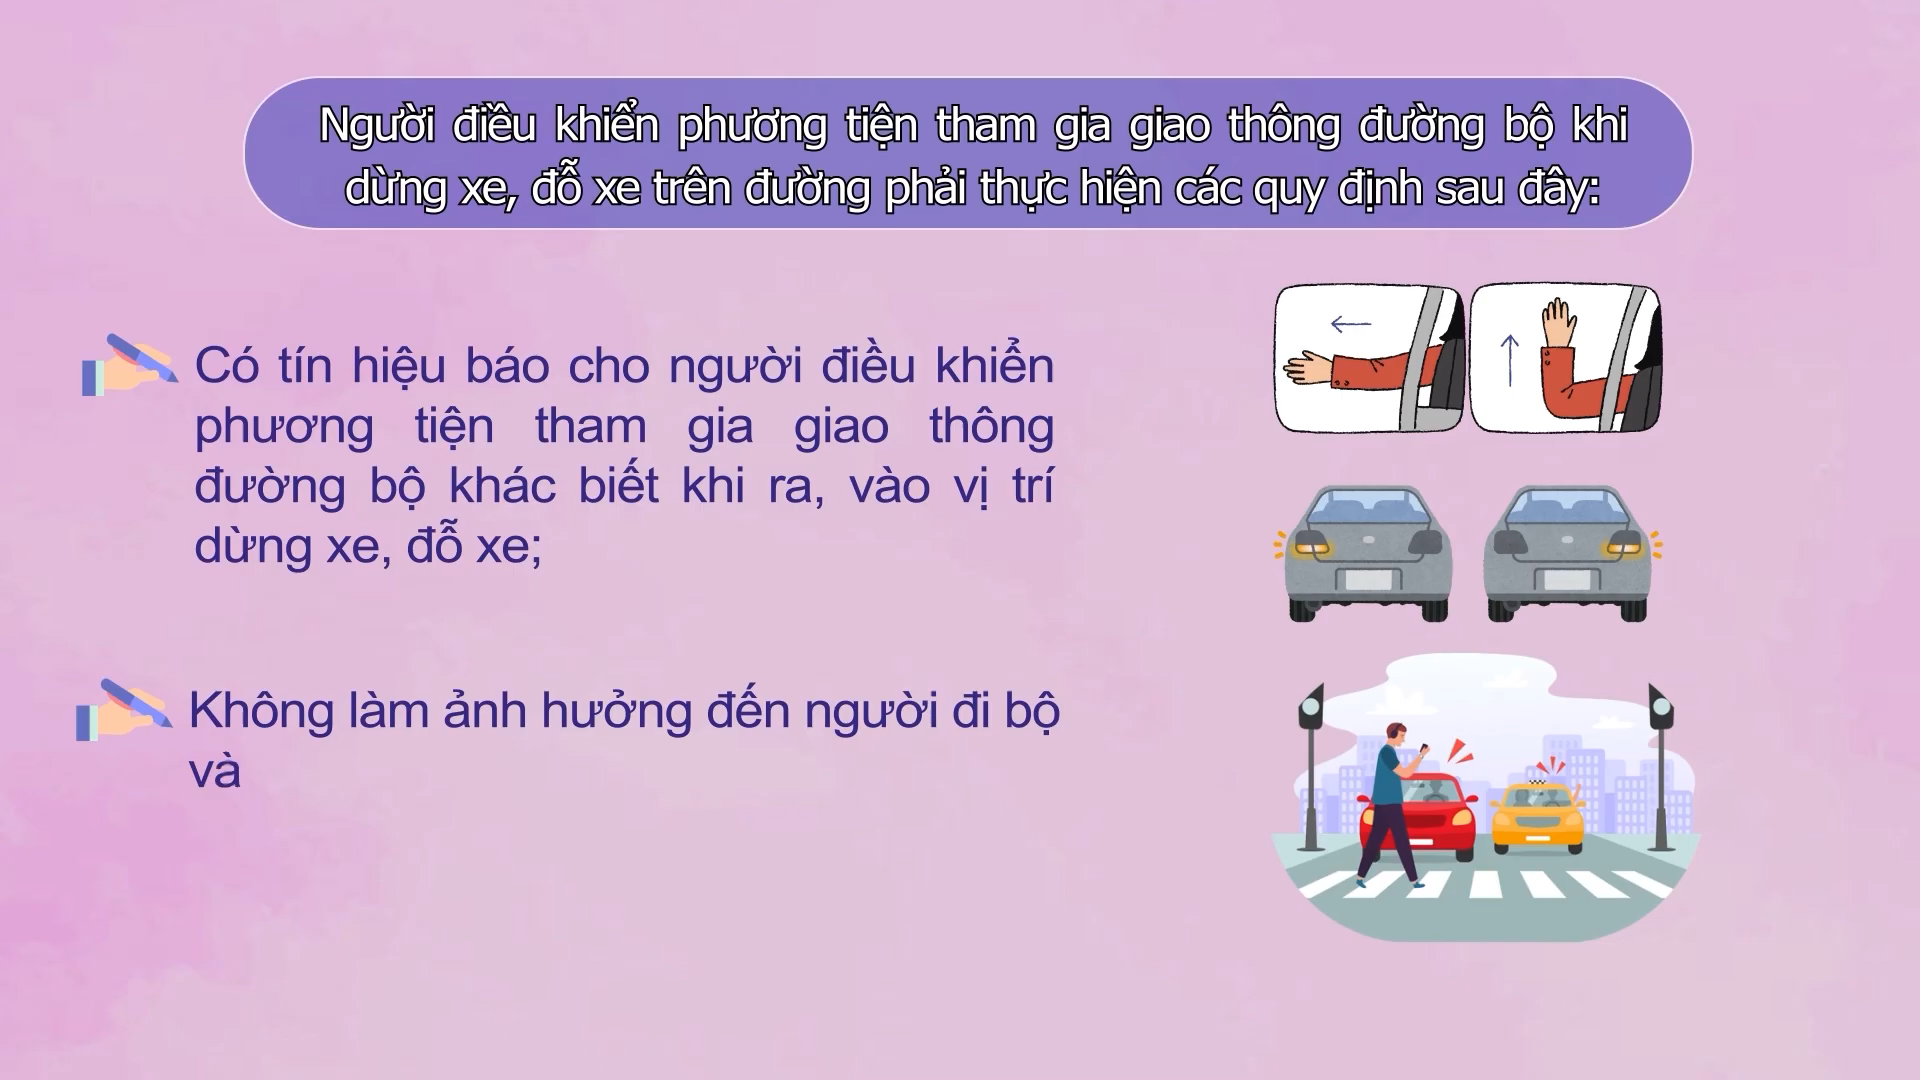 Người điều khiển phương tiện tham gia giao thông đường bộ khi
dừng xe, đỗ xe trên đường phải thực hiện các quy định sau đây:
Có tín hiệu báo cho người điều khiển
phương tiện tham gia giao thông
đường bộ khác biết khi ra, vào vị trí
dừng xe, đỗ xe;
Không làm ảnh hưởng đến người đi bộ
và